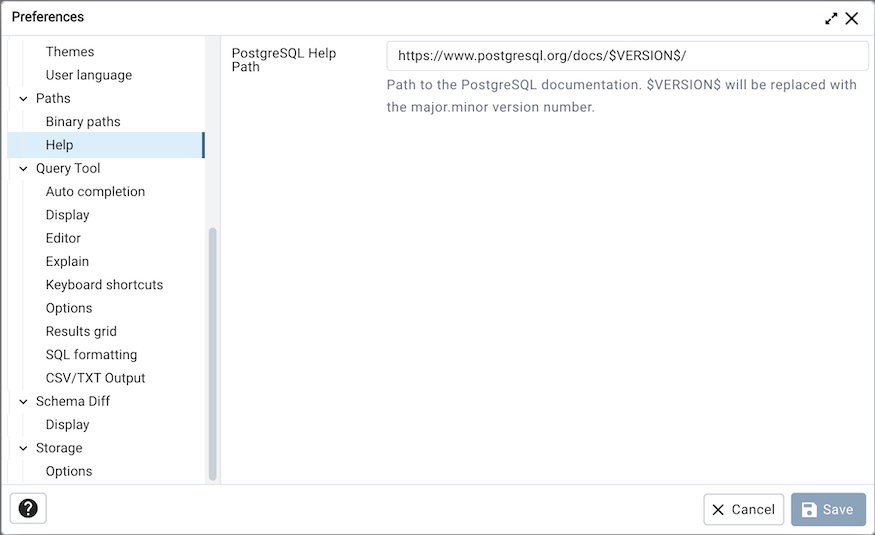 Preferences
Themes
User language
Paths
Binary paths
Help
Query Tool
Auto completion
Display
Editor
Explain
Keyboard shortcuts
Options
Results grid
SQL formatting
CSV/TXT Output
Schema Diff
Display
Storage
Options
PostgreSQL Help
Path
https://www.postgresql.org/docs/$VERSION$/
Path to the PostgreSQL documentation. $VERSION$ will be replaced with
the major.minor version number.
?
Cancel
Save